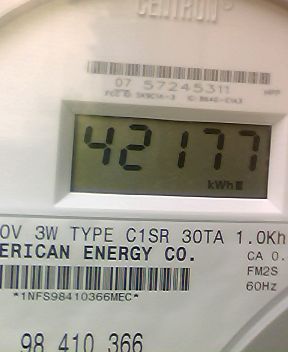 CENTRON®
07 57245311
42177
kWh
0V 3W TYPE C1SR 30TA 1.0Kh
ERICAN ENERGY CO.
CA 0.
FM2S
*1NFS98410366MEC*
60Hz
98 410 366